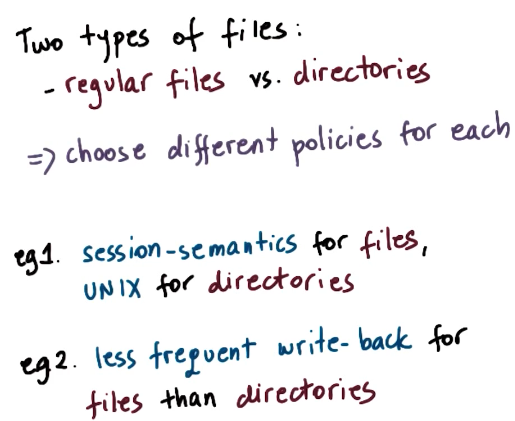 Two types of files:
- regular files vs. directories
=> choose different policies for each
eg1. session-semantics for files,
UNIX for directories
eg2. less frequent write-back for
files than directories